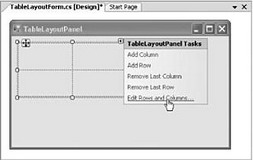 TableLayoutForm.cs [Design]* Start Page
TableLayoutPanel
TableLayoutPanel Tasks
Add Column
Add Row
Remove Last Column
Remove Last Row
Edit Rows and Columns...